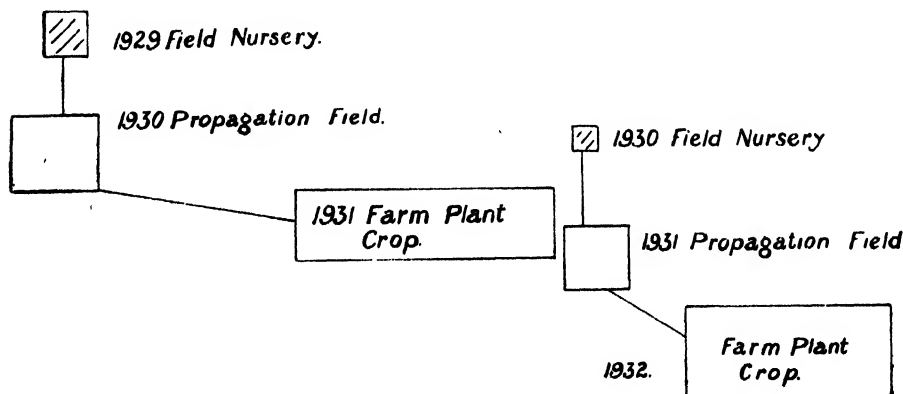 1929 Field Nursery.
1930 Propagation Field.
1930 Field Nursery
1931 Farm Plant
Crop.
1931 Propagation Field
1932.
Farm Plant
Crop.